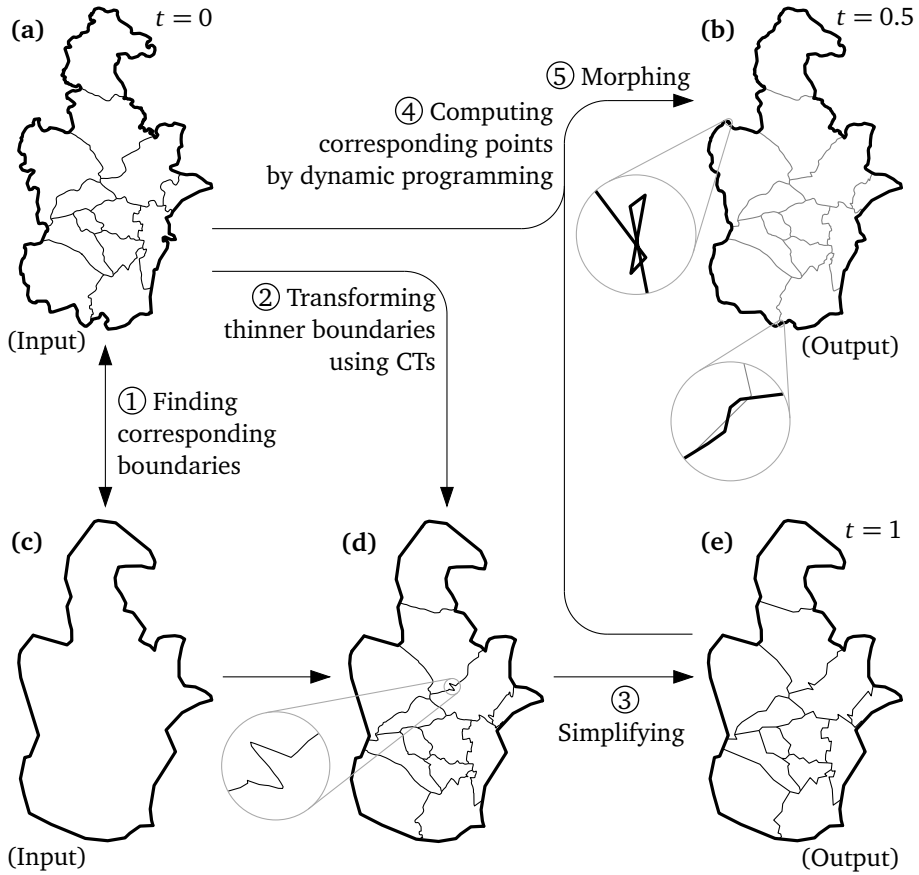 (a)
t = 0
(b)
t = 0.5
⑤ Morphing
④ Computing
corresponding points
by dynamic programming
② Transforming
thinner boundaries
using CTs
(Input)
(Output)
① Finding
corresponding
boundaries
(c)
(d)
(e)
t = 1
③
Simplifying
(Input)
(Output)